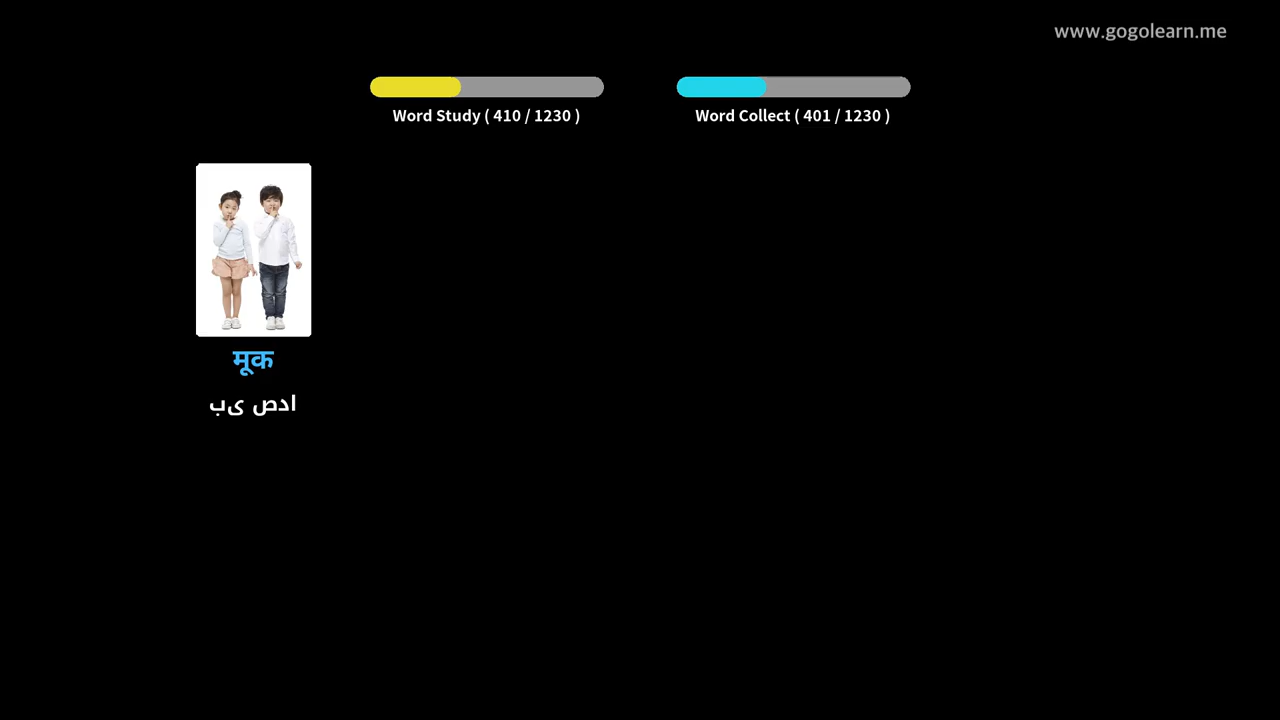 www.gogolearn.me
Word Study ( 410 / 1230 )
Word Collect ( 401 / 1230 )
मूक
ادص یب